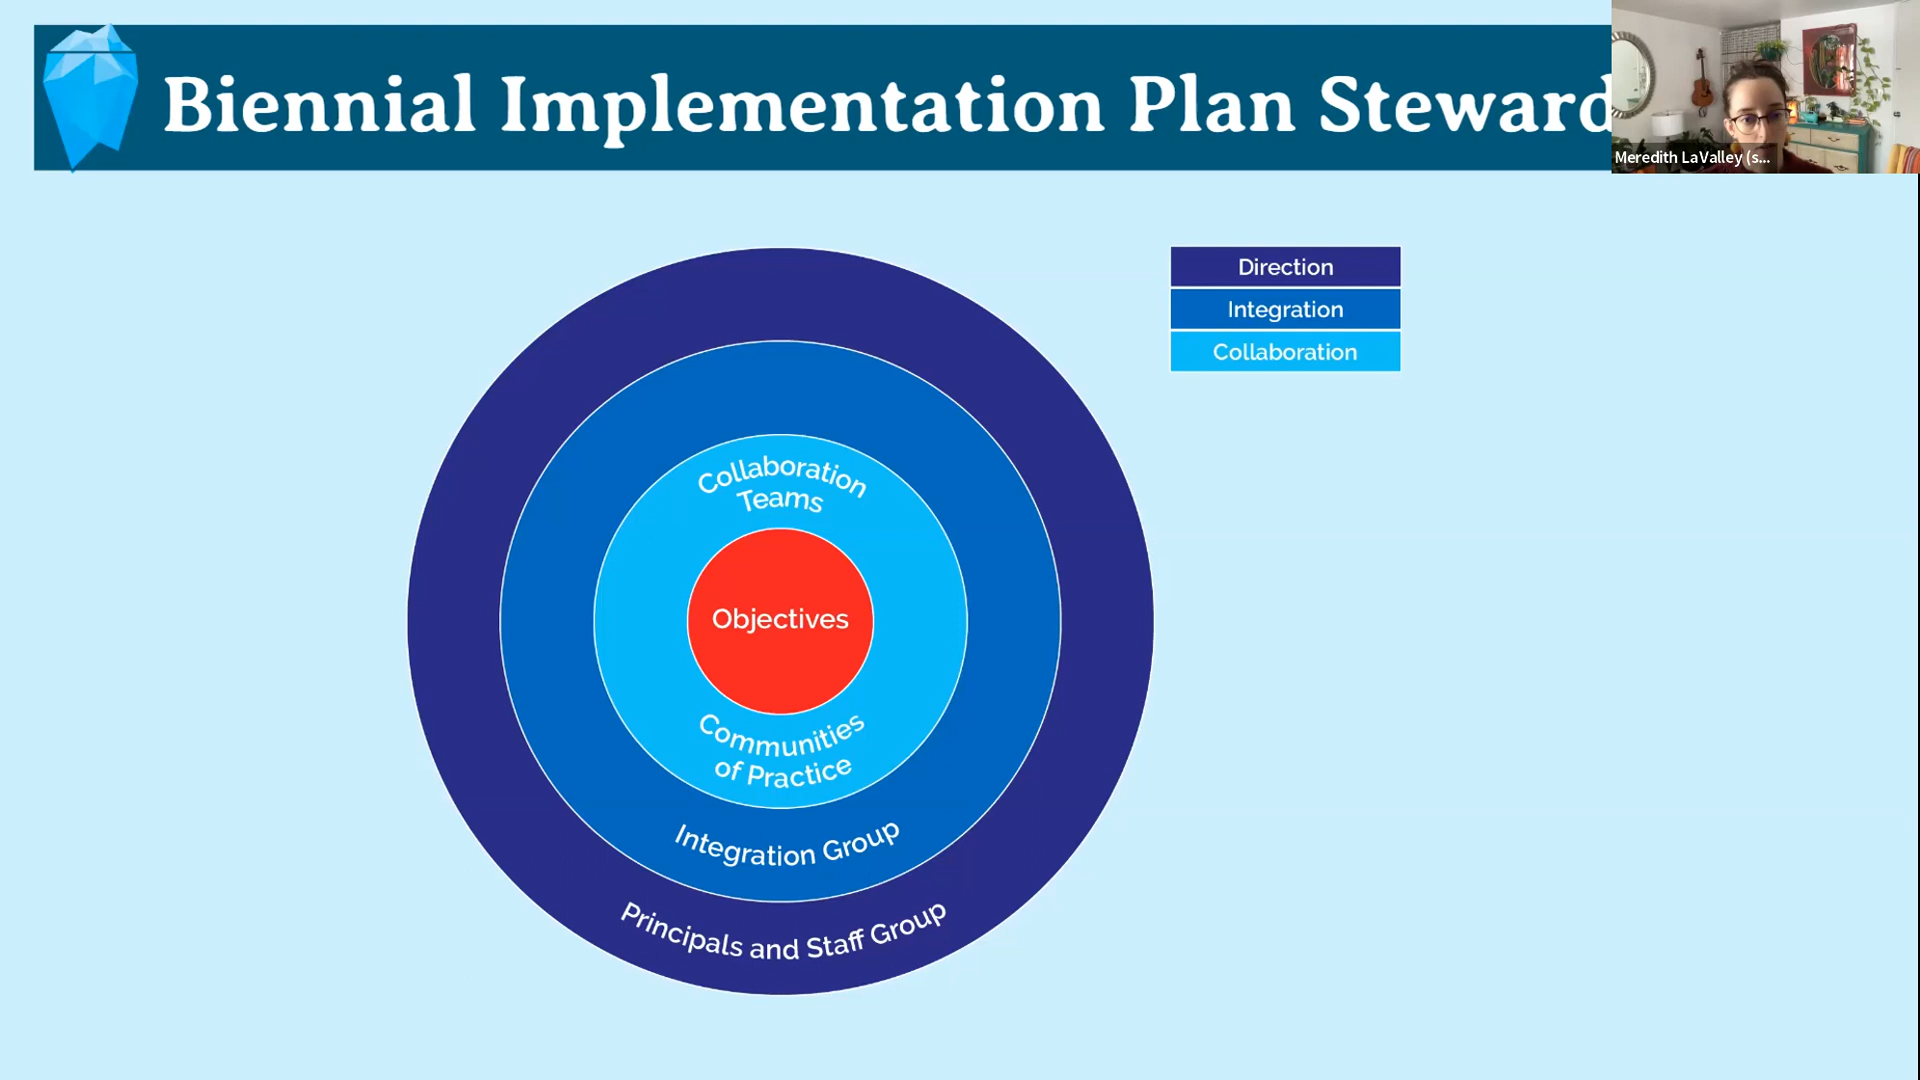 Biennial Implementation Plan Steward
Meredith LaValley (s...
Direction
Integration
Collaboration
Collaboration
Teams
Objectives
Communities
of Practice
Integration Group
Principals and Staff Group